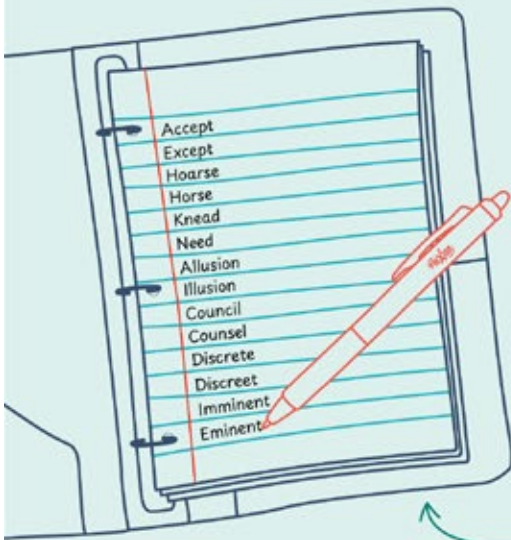 Accept
Except
Hoarse
Horse
Knead
Need
Allusion
Illusion
Council
Counsel
Discrete
Discreet
Imminent
Eminent